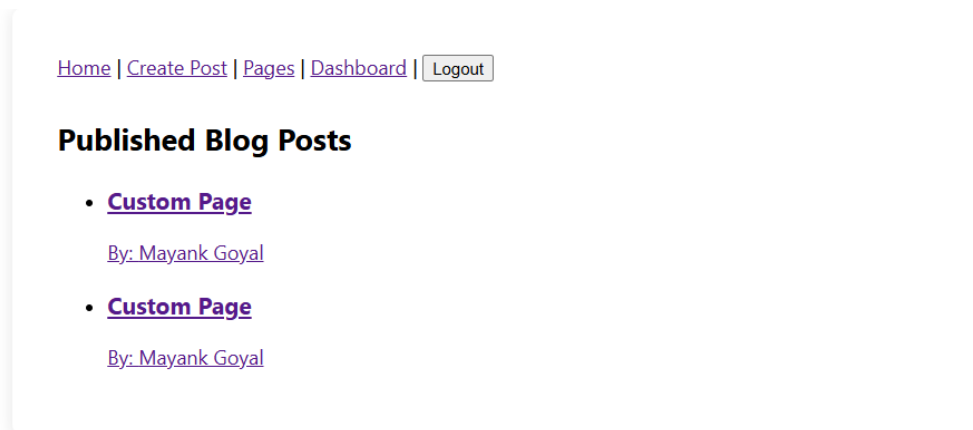 Home | Create Post | Pages | Dashboard | Logout
Published Blog Posts
• Custom Page
By: Mayank Goyal
• Custom Page
By: Mayank Goyal